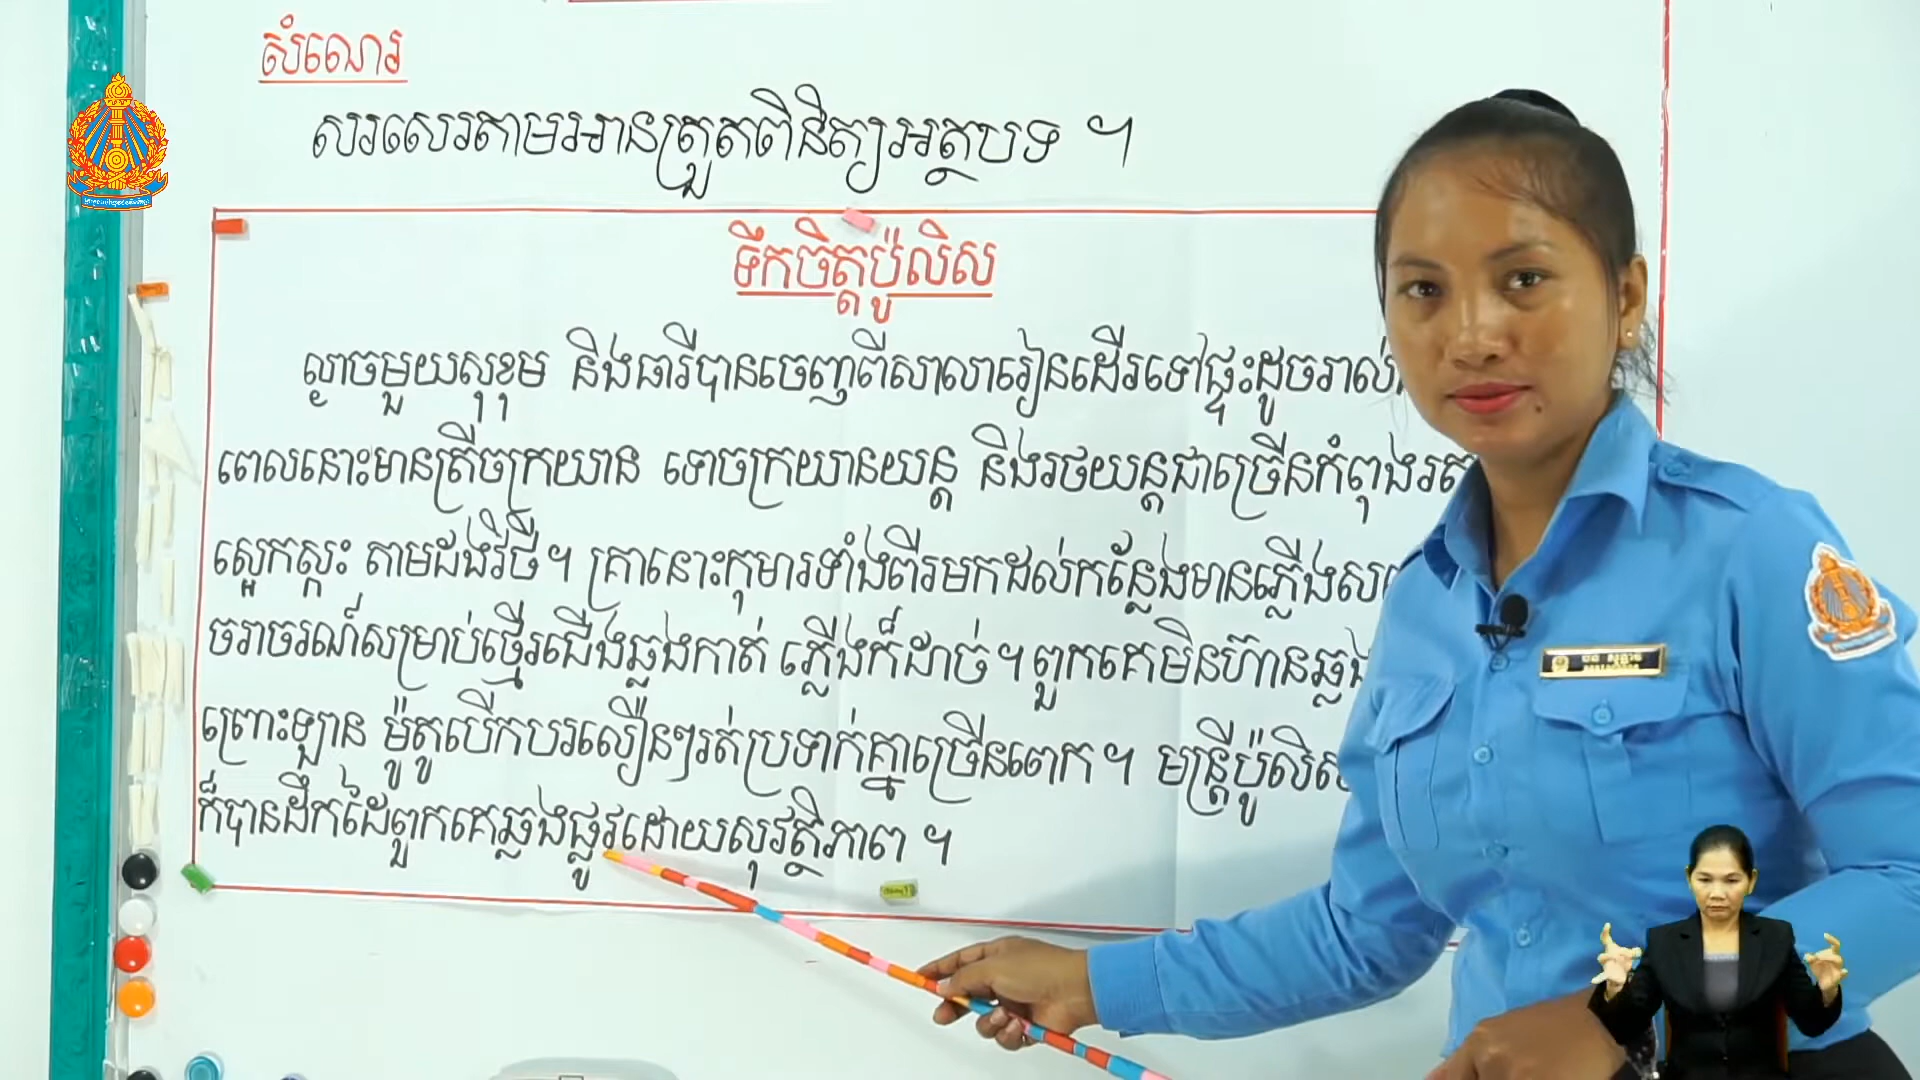 សំណេរ
សរសេរតាមអានត្រួតពិនិត្យអត្ថបទ ។
ទឹកចិត្តប៉ូលិស
ល្ងាចមួយសុខុម និងធារីបានចេញពីសាលារៀនដើរទៅផ្ទះដូចរាល់
ពេលនោះមានត្រីចក្រយាន ទោចក្រយានយន្ត និងរថយន្តជាច្រើនកំពុង
ស្អេកស្កះ តាមដងវិថី។ គ្រានោះកុមារទាំងពីរមកដល់កន្លែងមានភ្លើង
ចរាចរណ៍សម្រាប់ថ្មើរជើងឆ្លងកាត់ ភ្លើងក៏ដាច់។ ពួកគេមិនហ៊ានឆ្លង
ព្រោះឡាន ម៉ូតូបើកបរលឿនៗរត់ប្រទាក់គ្នាច្រើនពេក។ មន្ត្រីប៉ូលិស
ក៏បានដឹកដៃពួកគេឆ្លងផ្លូវដោយសុវត្ថិភាព ។